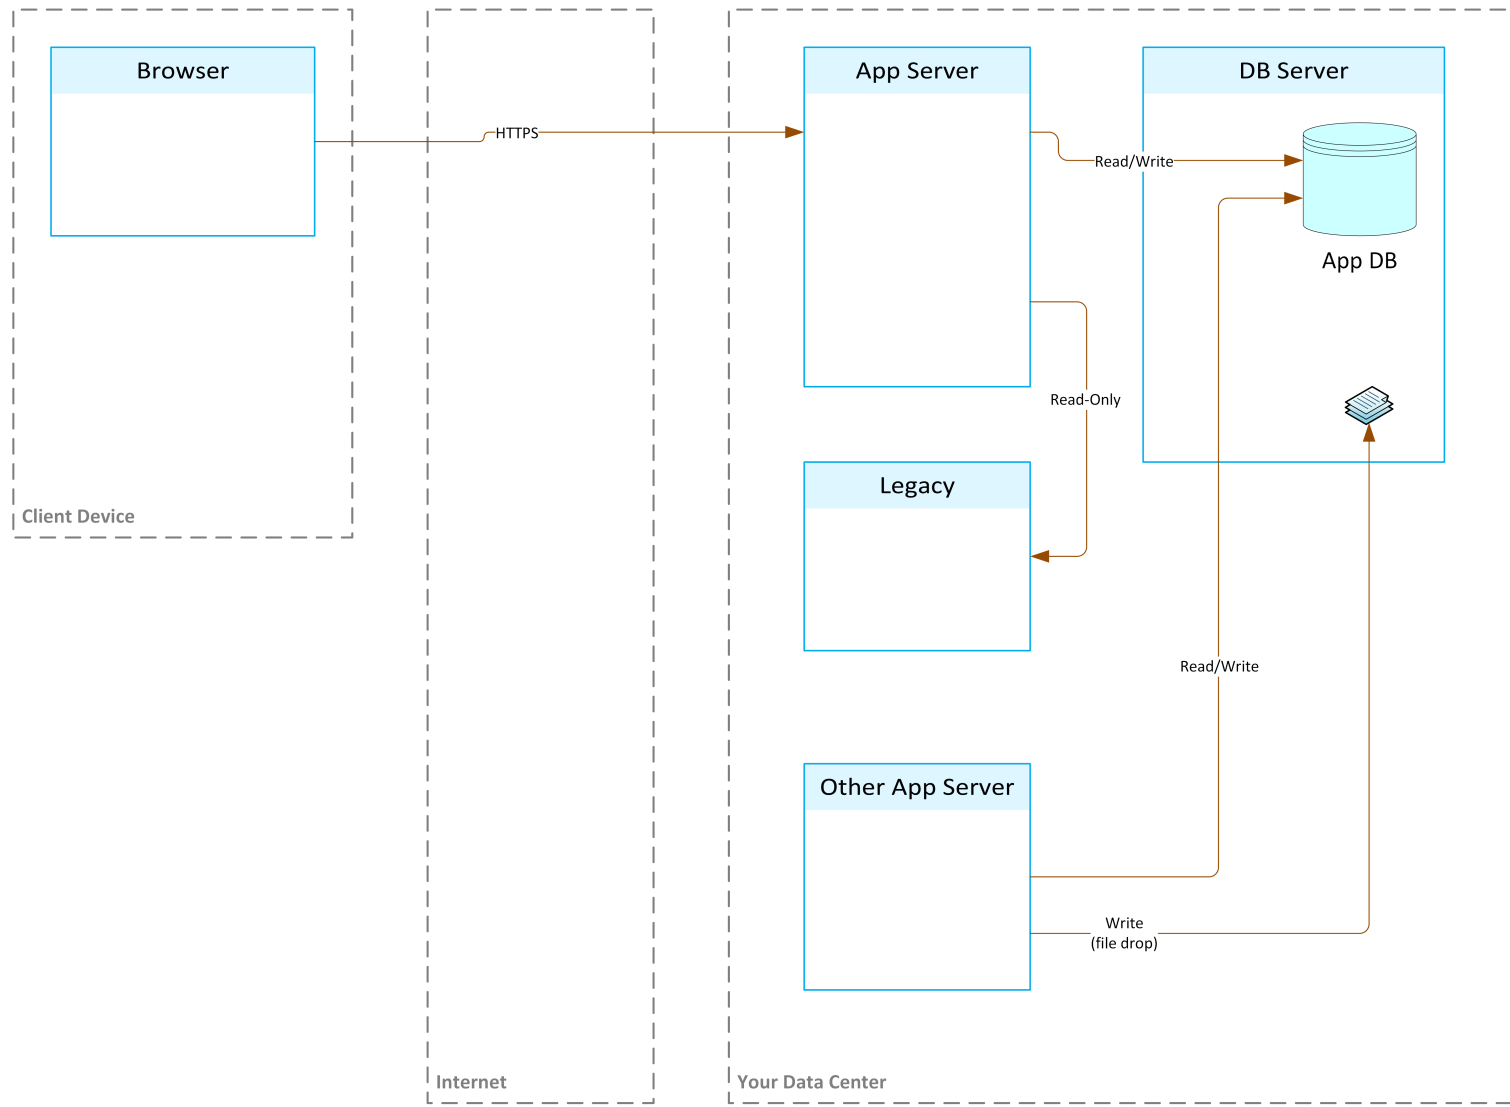 Browser
App Server
DB Server
HTTPS
Read/Write
App DB
Read-Only
Legacy
Client Device
Read/Write
Other App Server
Write
(file drop)
Internet
Your Data Center